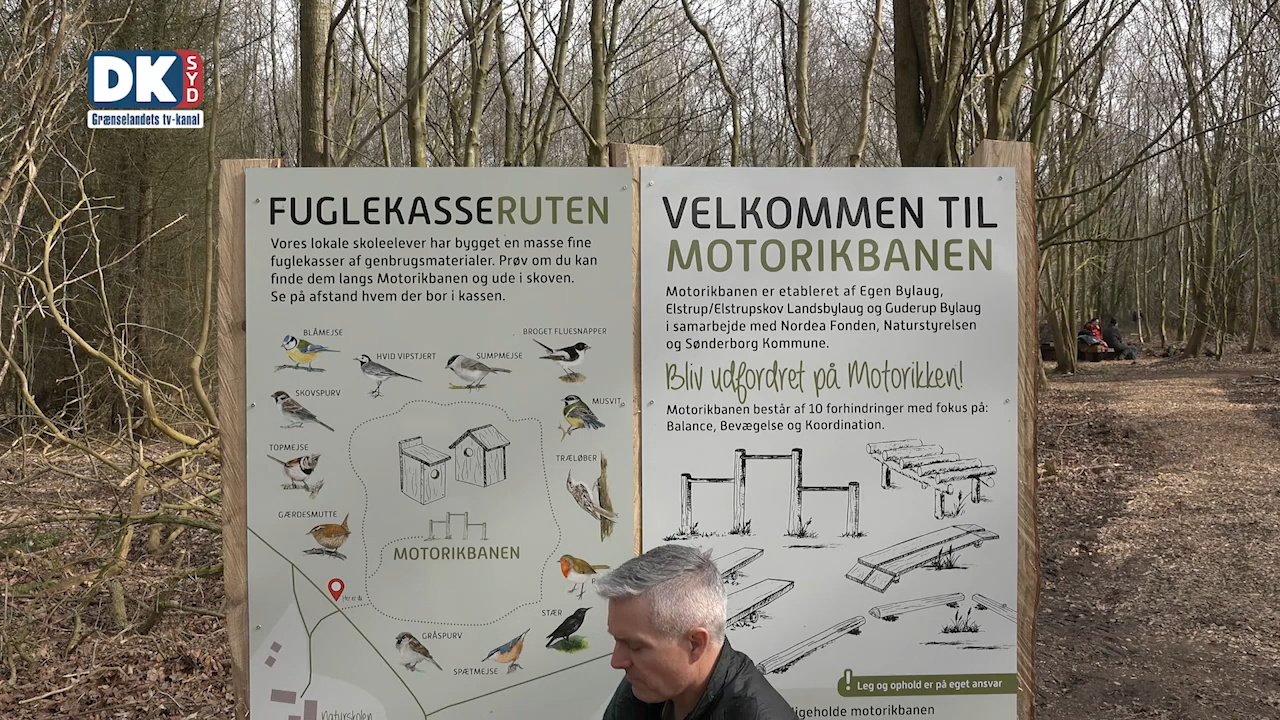 DK
SYD
Grænselandets tv-kanal
FUGLEKASSERUTEN
Vores lokale skoleelever har bygget en masse fine
fuglekasser af genbrugsmaterialer. Prøv om du kan
finde dem langs Motorikbanen og ude i skoven.
Se på afstand hvem der bor i kassen.
BLÅMEJSE
HVID VIPSTJERT
SUMPMEJSE
BROGET FLUESNAPPER
SKOVSPURV
MUSVIT
TOPMEJSE
TRÆLØBER
GÆRDESMUTTE
MOTORIKBANEN
Her er du
STÆR
GRÅSPURV
SPÆTMEJSE
Naturskolen
VELKOMMEN TIL
MOTORIKBANEN
Motorikbanen er etableret af Egen Bylaug,
Elstrup/Elstrupskov Landsbylaug og Guderup Bylaug
i samarbejde med Nordea Fonden, Naturstyrelsen
og Sønderborg Kommune.
Bliv udfordret på Motorikken!
Motorikbanen består af 10 forhindringer med fokus på:
Balance, Bevægelse og Koordination.
! Leg og ophold er på eget ansvar
motorikbanen